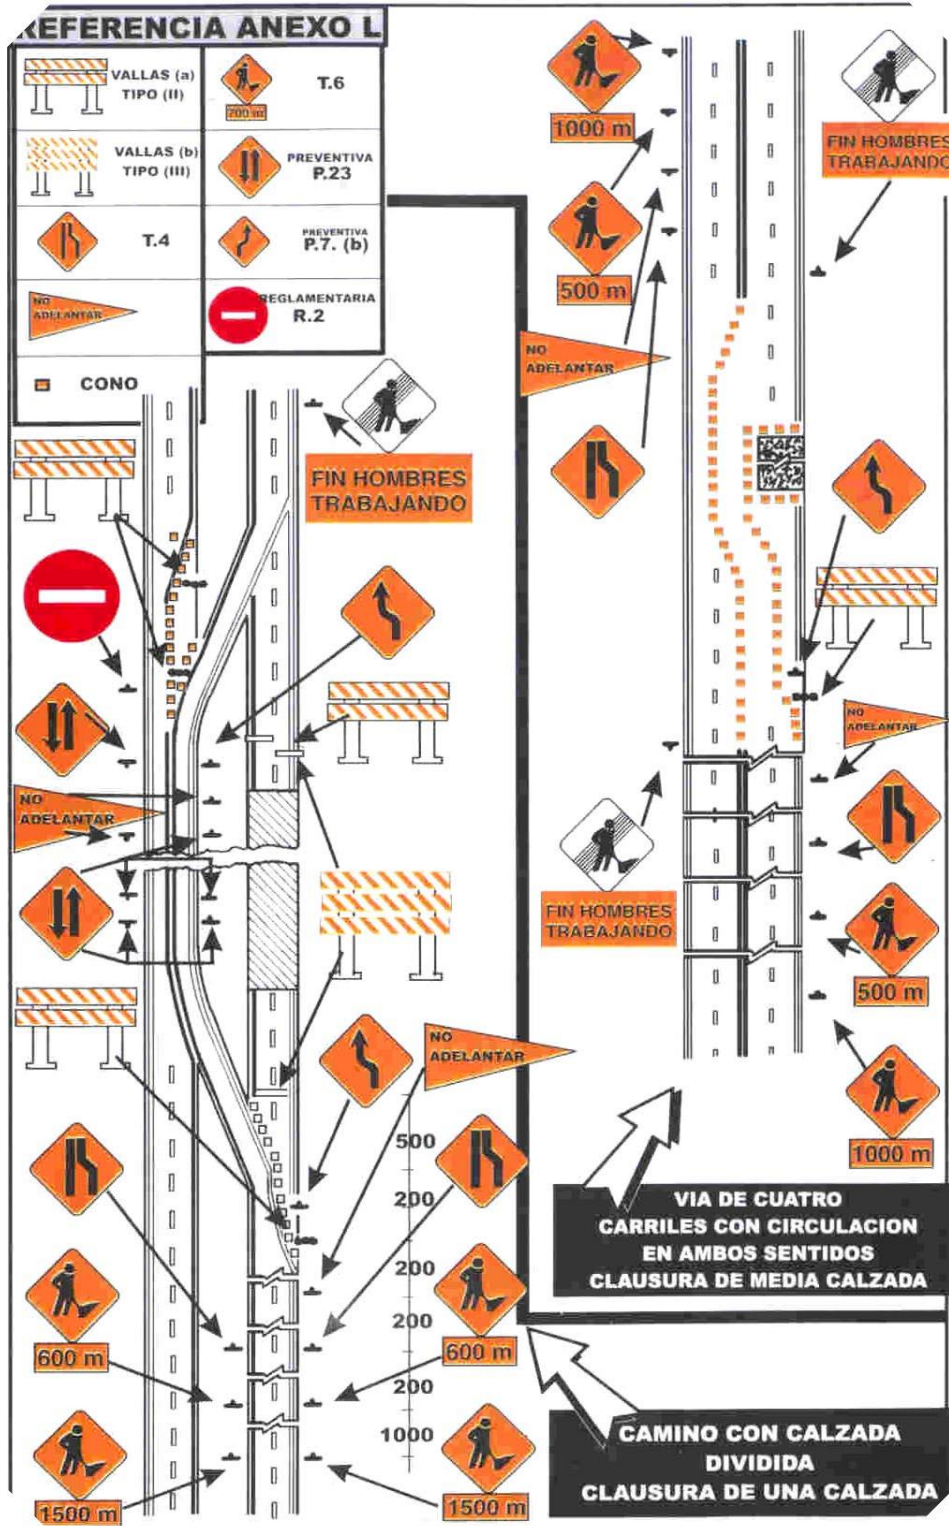 REFERENCIA ANEXO L
VALLAS (a)
TIPO (II)
T.6
700 m
VALLAS (b)
TIPO (III)
PREVENTIVA
P.23
T.4
PREVENTIVA
P.7. (b)
NO
ADELANTAR
REGLAMENTARIA
R.2
CONO
FIN HOMBRES
TRABAJANDO
NO
ADELANTAR
NO
ADELANTAR
500
200
200
200
200
1000
600 m
600 m
1500 m
1500 m
1000 m
500 m
FIN HOMBRES
TRABAJANDO
NO
ADELANTAR
NO
ADELANTAR
FIN HOMBRES
TRABAJANDO
500 m
1000 m
VIA DE CUATRO
CARRILES CON CIRCULACION
EN AMBOS SENTIDOS
CLAUSURA DE MEDIA CALZADA
CAMINO CON CALZADA
DIVIDIDA
CLAUSURA DE UNA CALZADA